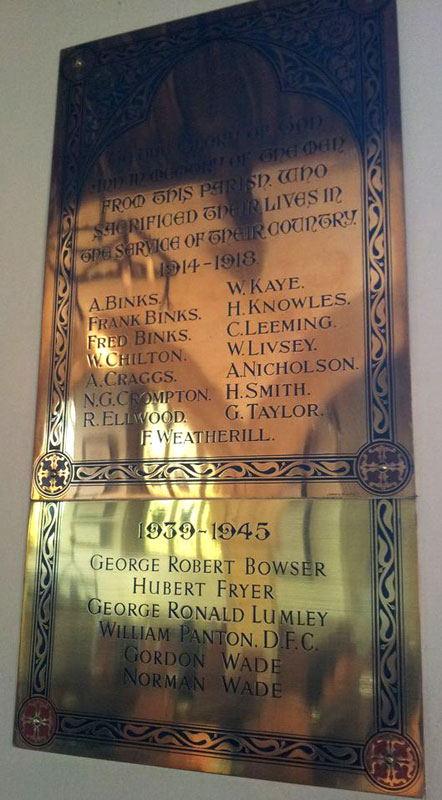 To the Glory of God
and in memory of the men
from this parish, who
sacrificed their lives in
the service of their country.
1914-1918.
A. Binks.
Frank Binks.
Fred Binks.
W. Chilton.
A. Craggs.
N.G. Crompton.
R. Ellwood.
W. Kaye.
H. Knowles.
C. Leeming.
W. Livsey.
A. Nicholson.
H. Smith.
G. Taylor.
F. Weatherill.
1939-1945
George Robert Bowser
Hubert Fryer
George Ronald Lumley
William Panton. D.F.C.
Gordon Wade
Norman Wade